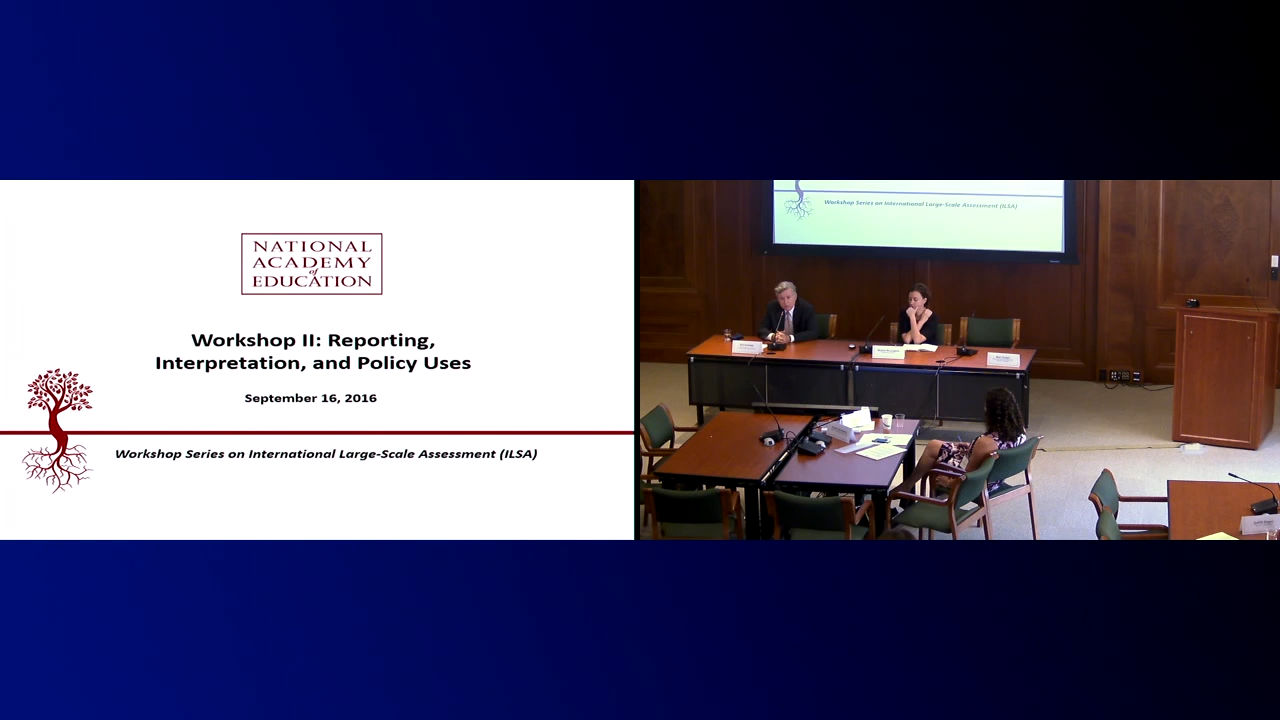 NATIONAL
ACADEMY
of
EDUCATION
Workshop II: Reporting,
Interpretation, and Policy Uses
September 16, 2016
Workshop Series on International Large-Scale Assessment (ILSA)
Workshop Series on International Large-Scale Assessment (ILSA)